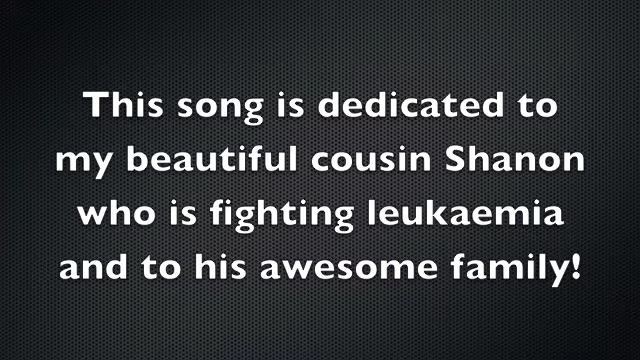 This song is dedicated to
my beautiful cousin Shanon
who is fighting leukaemia
and to his awesome family!